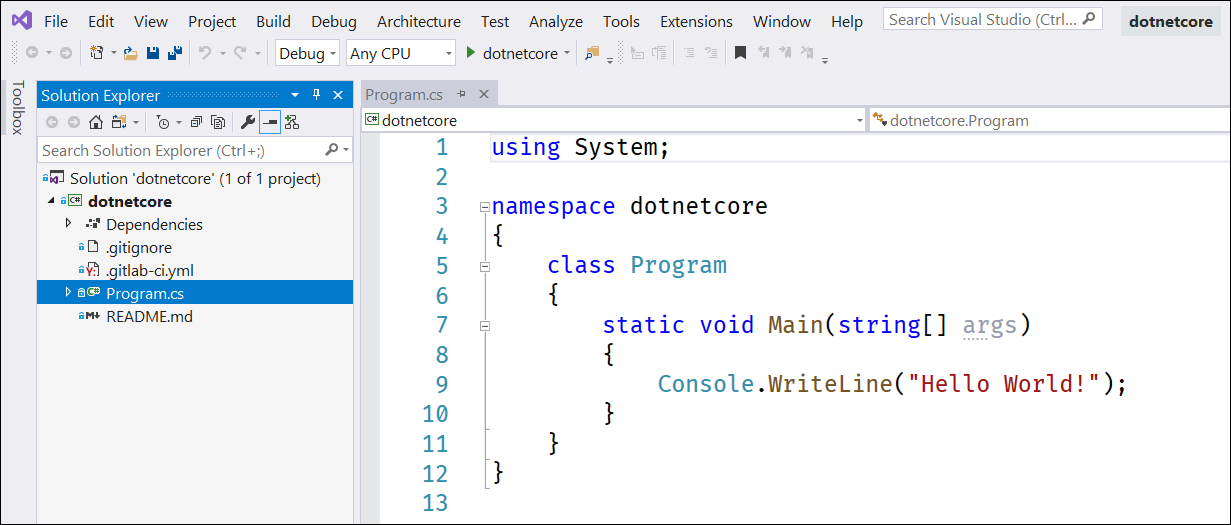 File Edit View Project Build Debug Architecture Test Analyze Tools Extensions Window Help Search Visual Studio (Ctrl... dotnetcore
Debug Any CPU dotnetcore
Toolbox
Solution Explorer
Search Solution Explorer (Ctrl+;)
Solution 'dotnetcore' (1 of 1 project)
C# dotnetcore
Dependencies
.gitignore
Y: .gitlab-ci.yml
C# Program.cs
M README.md
Program.cs
C# dotnetcore dotnetcore.Program
1 using System;
2
3 namespace dotnetcore
4 {
5     class Program
6     {
7         static void Main(string[] args)
8         {
9             Console.WriteLine("Hello World!");
10         }
11     }
12 }
13